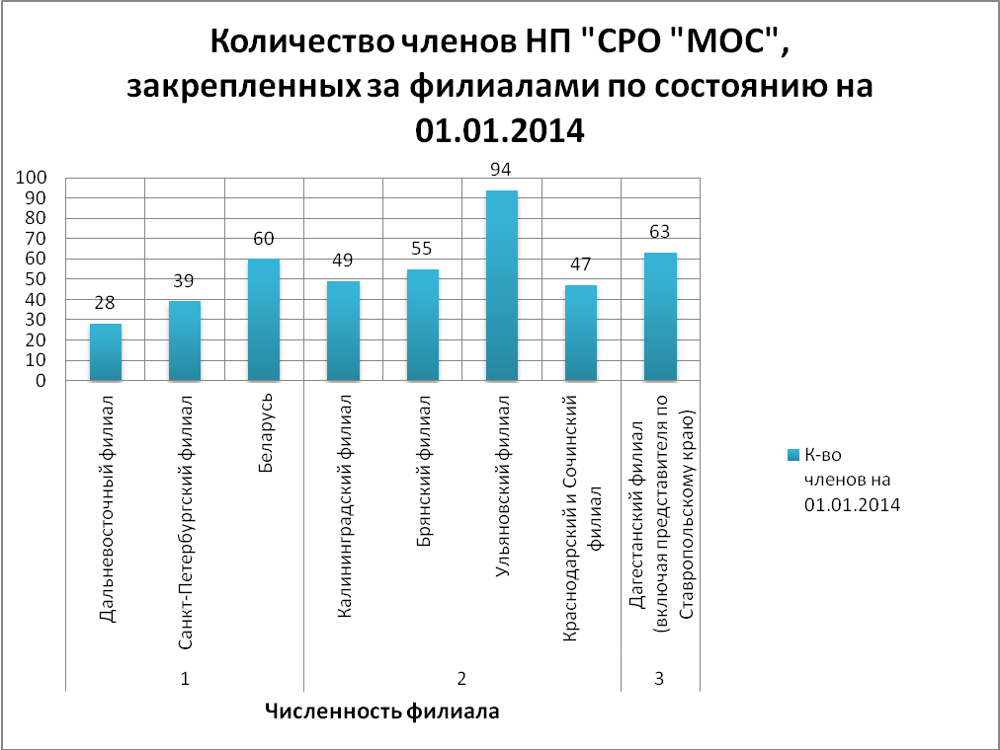 Количество членов НП "СРО "МОС",
закрепленных за филиалами по состоянию на
01.01.2014
100
90
80
70
60
50
40
30
20
10
0
28
39
60
49
55
94
47
63
Дальневосточный филиал
Санкт-Петербургский филиал
Беларусь
Калининградский филиал
Брянский филиал
Ульяновский филиал
Краснодарский и Сочинский
филиал
Дагестанский филиал
(включая представителя по
Ставропольскому краю)
1
2
3
Численность филиала
К-во
членов на
01.01.2014